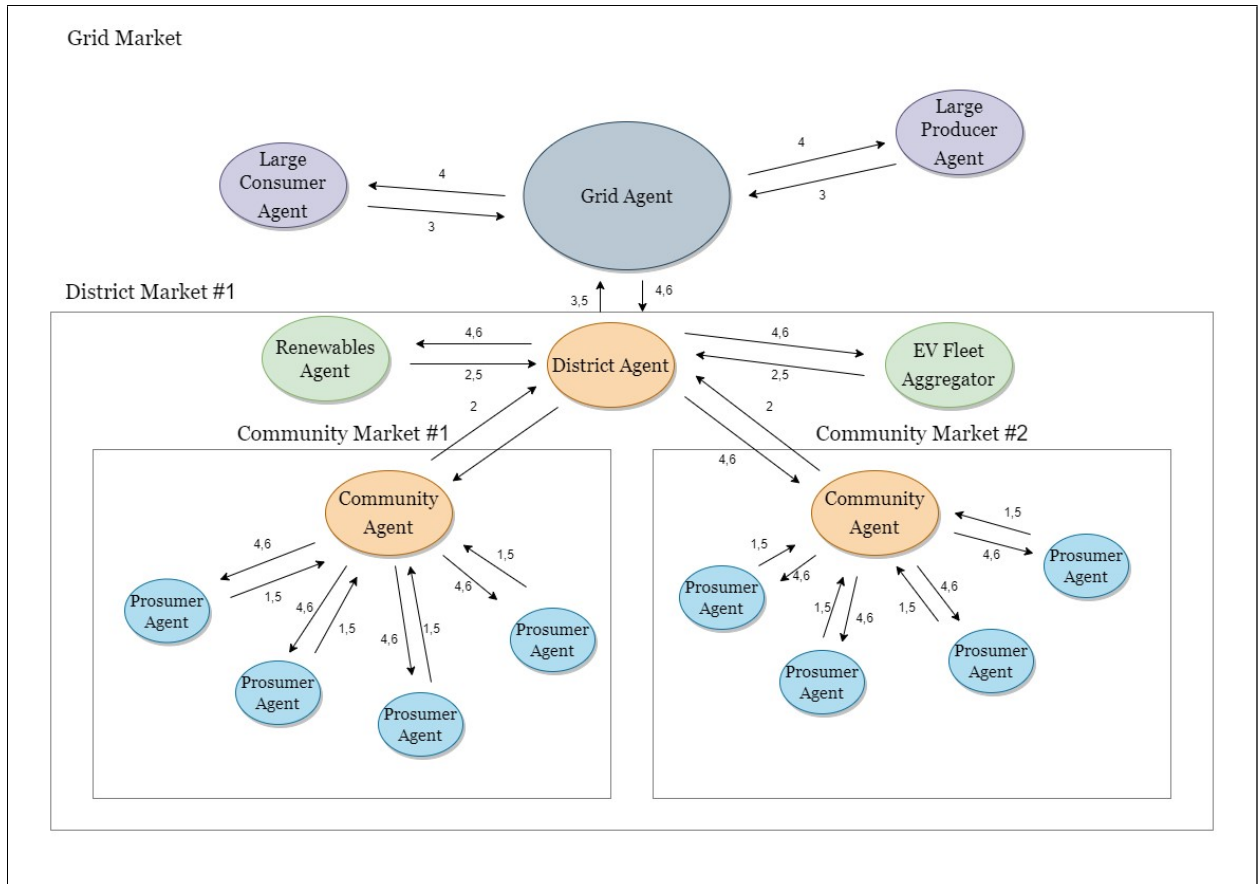 Grid Market
Large
Producer
Agent
Large
Consumer
Agent
4
3
Grid Agent
4
3
District Market #1
3,5
4,6
Renewables
Agent
4,6
2,5
District Agent
4,6
2,5
EV Fleet
Aggregator
2
2
4,6
Community Market #1
Community
Agent
4,6
1,5
4,6
1,5
4,6
1,5
4,6
1,5
Prosumer
Agent
Prosumer
Agent
Prosumer
Agent
Prosumer
Agent
Community Market #2
Community
Agent
1,5
4,6
1,5
4,6
1,5
4,6
1,5
4,6
Prosumer
Agent
Prosumer
Agent
Prosumer
Agent
Prosumer
Agent